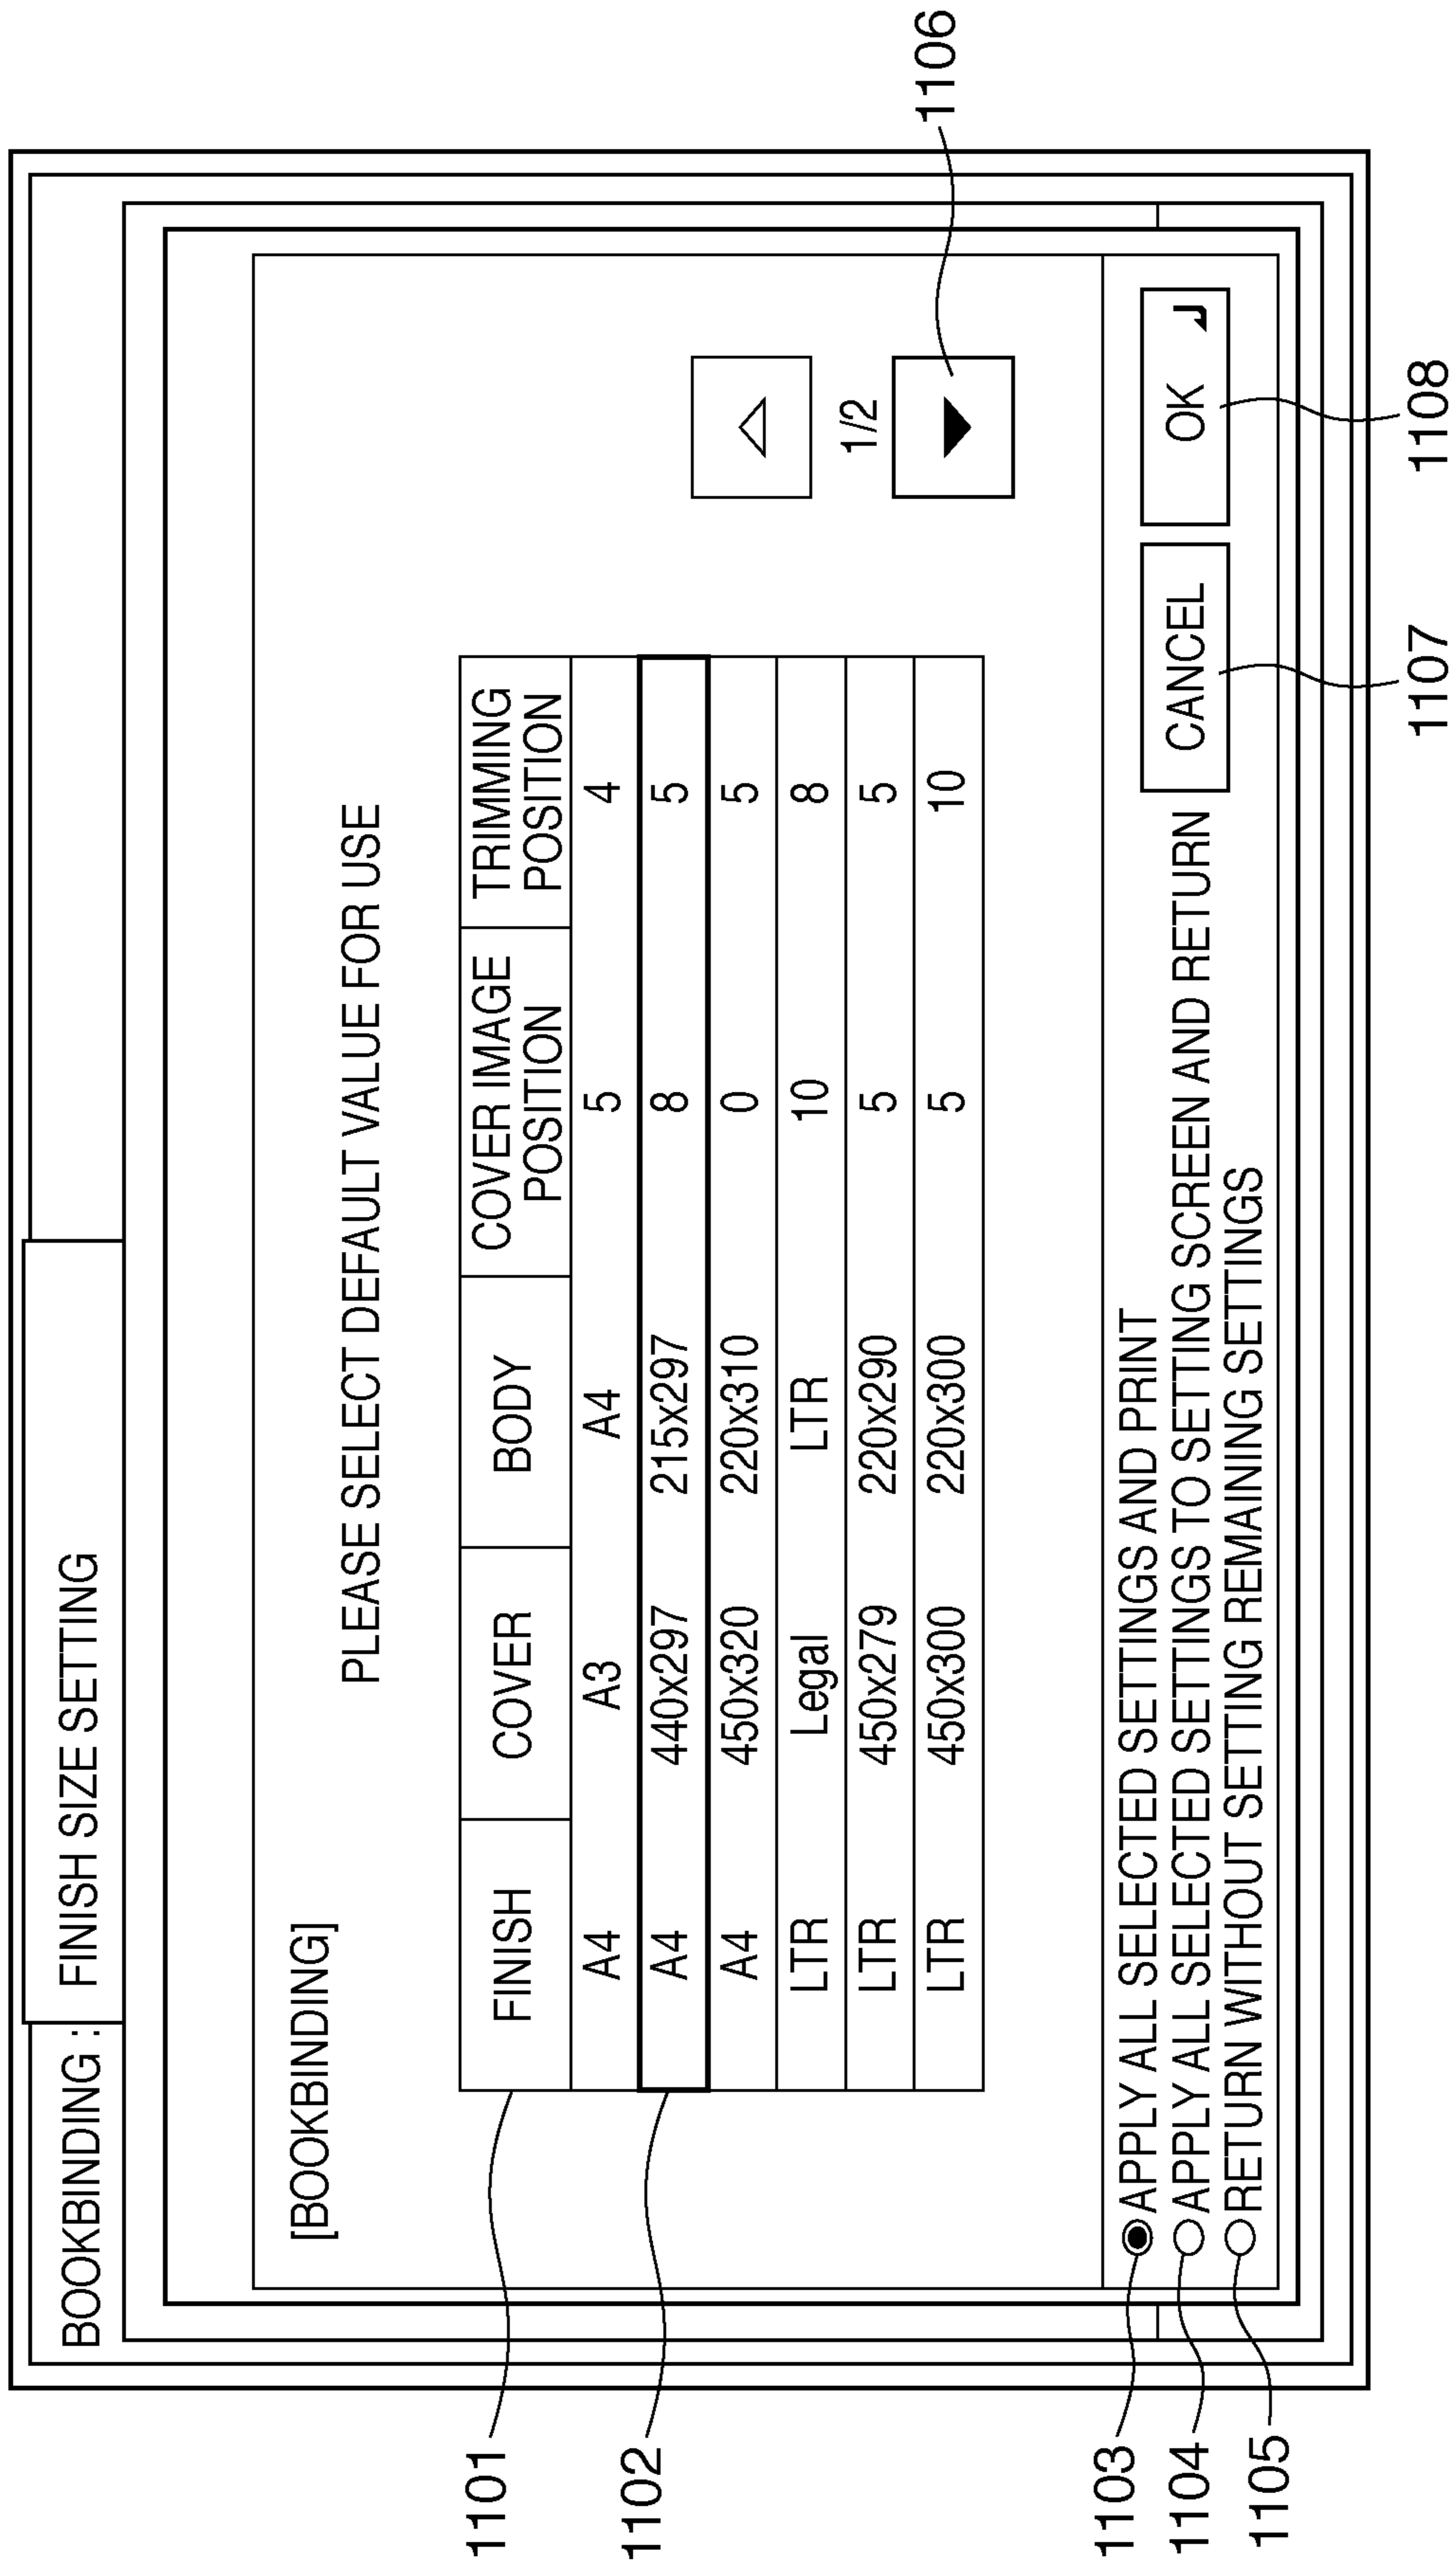 BOOKBINDING : FINISH SIZE SETTING
[BOOKBINDING]
PLEASE SELECT DEFAULT VALUE FOR USE
FINISH COVER BODY COVER IMAGE POSITION TRIMMING POSITION
A4 A3 A4 5 4
A4 440x297 215x297 8 5
A4 450x320 220x310 0 5
LTR Legal LTR 10 8
LTR 450x279 220x290 5 5
LTR 450x300 220x300 5 10
1/2
APPLY ALL SELECTED SETTINGS AND PRINT
APPLY ALL SELECTED SETTINGS TO SETTING SCREEN AND RETURN
RETURN WITHOUT SETTING REMAINING SETTINGS
CANCEL
OK
1101
1102
1103
1104
1105
1106
1107
1108